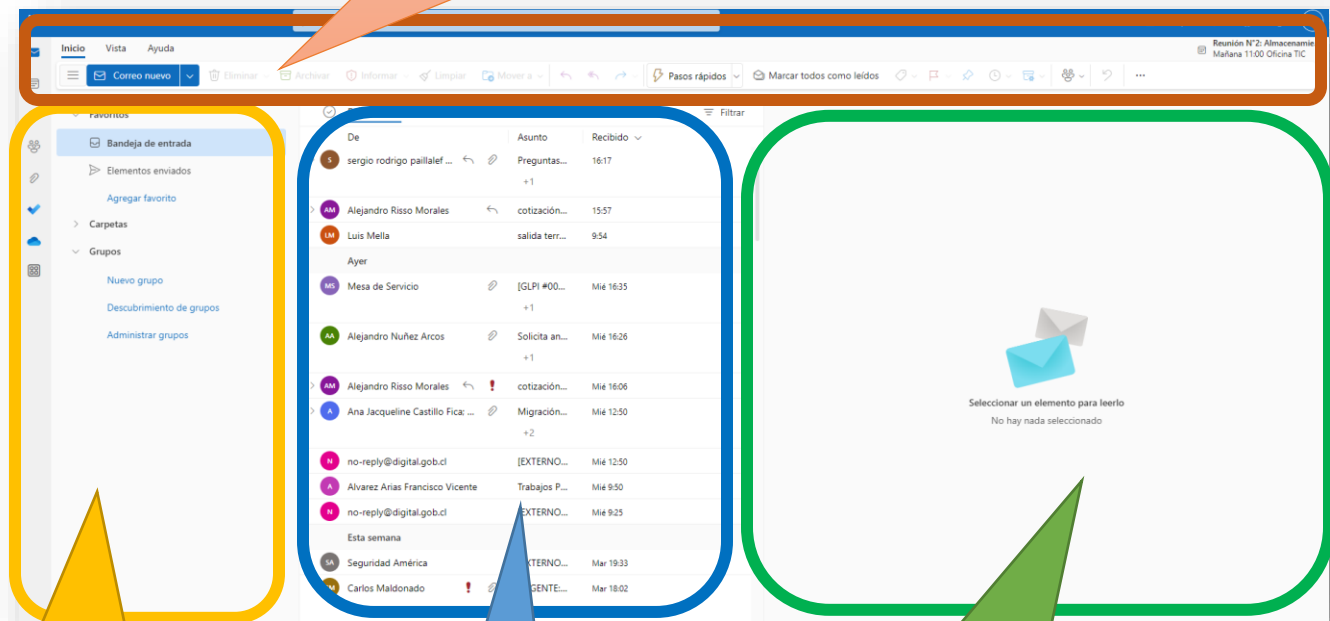 Inicio Vista Ayuda
Reunión N°2: Almacenamie
Mañana 11:00 Oficina TIC
Correo nuevo Eliminar Archivar Informar Limpiar Mover a Pasos rápidos Marcar todos como leídos
Favoritos
Filtrar
Bandeja de entrada
Elementos enviados
Agregar favorito
Carpetas
Grupos
Nuevo grupo
Descubrimiento de grupos
Administrar grupos
De Asunto Recibido
S sergio rodrigo paillalef ... Preguntas... 16:17
+1
AM Alejandro Risso Morales cotización... 15:57
LM Luis Mella salida terr... 9:54
Ayer
MS Mesa de Servicio [GLPI #00... Mié 16:35
+1
AA Alejandro Nuñez Arcos Solicita an... Mié 16:26
+1
AM Alejandro Risso Morales cotización... Mié 16:06
A Ana Jacqueline Castillo Fica; ... Migración... Mié 12:50
+2
N no-reply@digital.gob.cl [EXTERNO... Mié 12:50
A Alvarez Arias Francisco Vicente Trabajos P... Mié 9:50
N no-reply@digital.gob.cl EXTERNO... Mié 9:25
Esta semana
SA Seguridad América TERNO... Mar 19:33
Carlos Maldonado GENTE:... Mar 18:02
Seleccionar un elemento para leerlo
No hay nada seleccionado